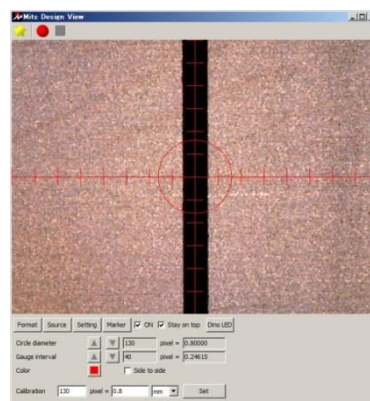 Mits Design View
Format Source Setting Marker ON Stay on top Dino LED
Circle diameter 130 pixel = 0.80000
Gauge interval 40 pixel = 0.24615
Color Side to side
Calibration 130 pixel = 0.8 mm Set